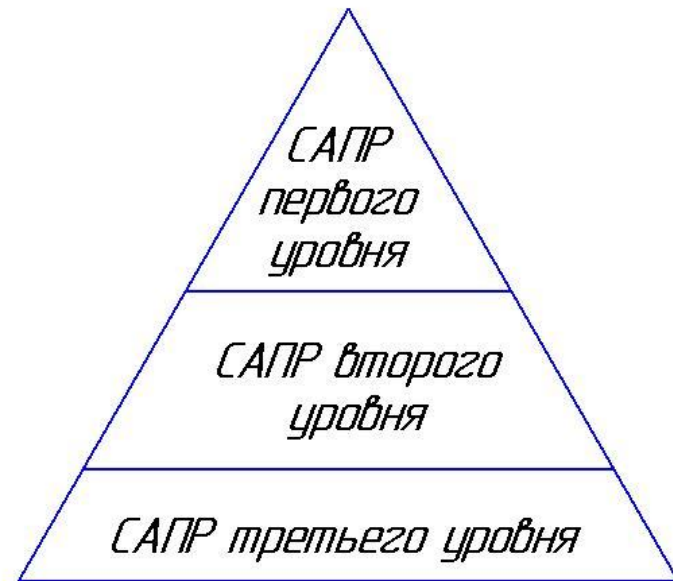 САПР
первого
уровня
САПР второго
уровня
САПР третьего уровня